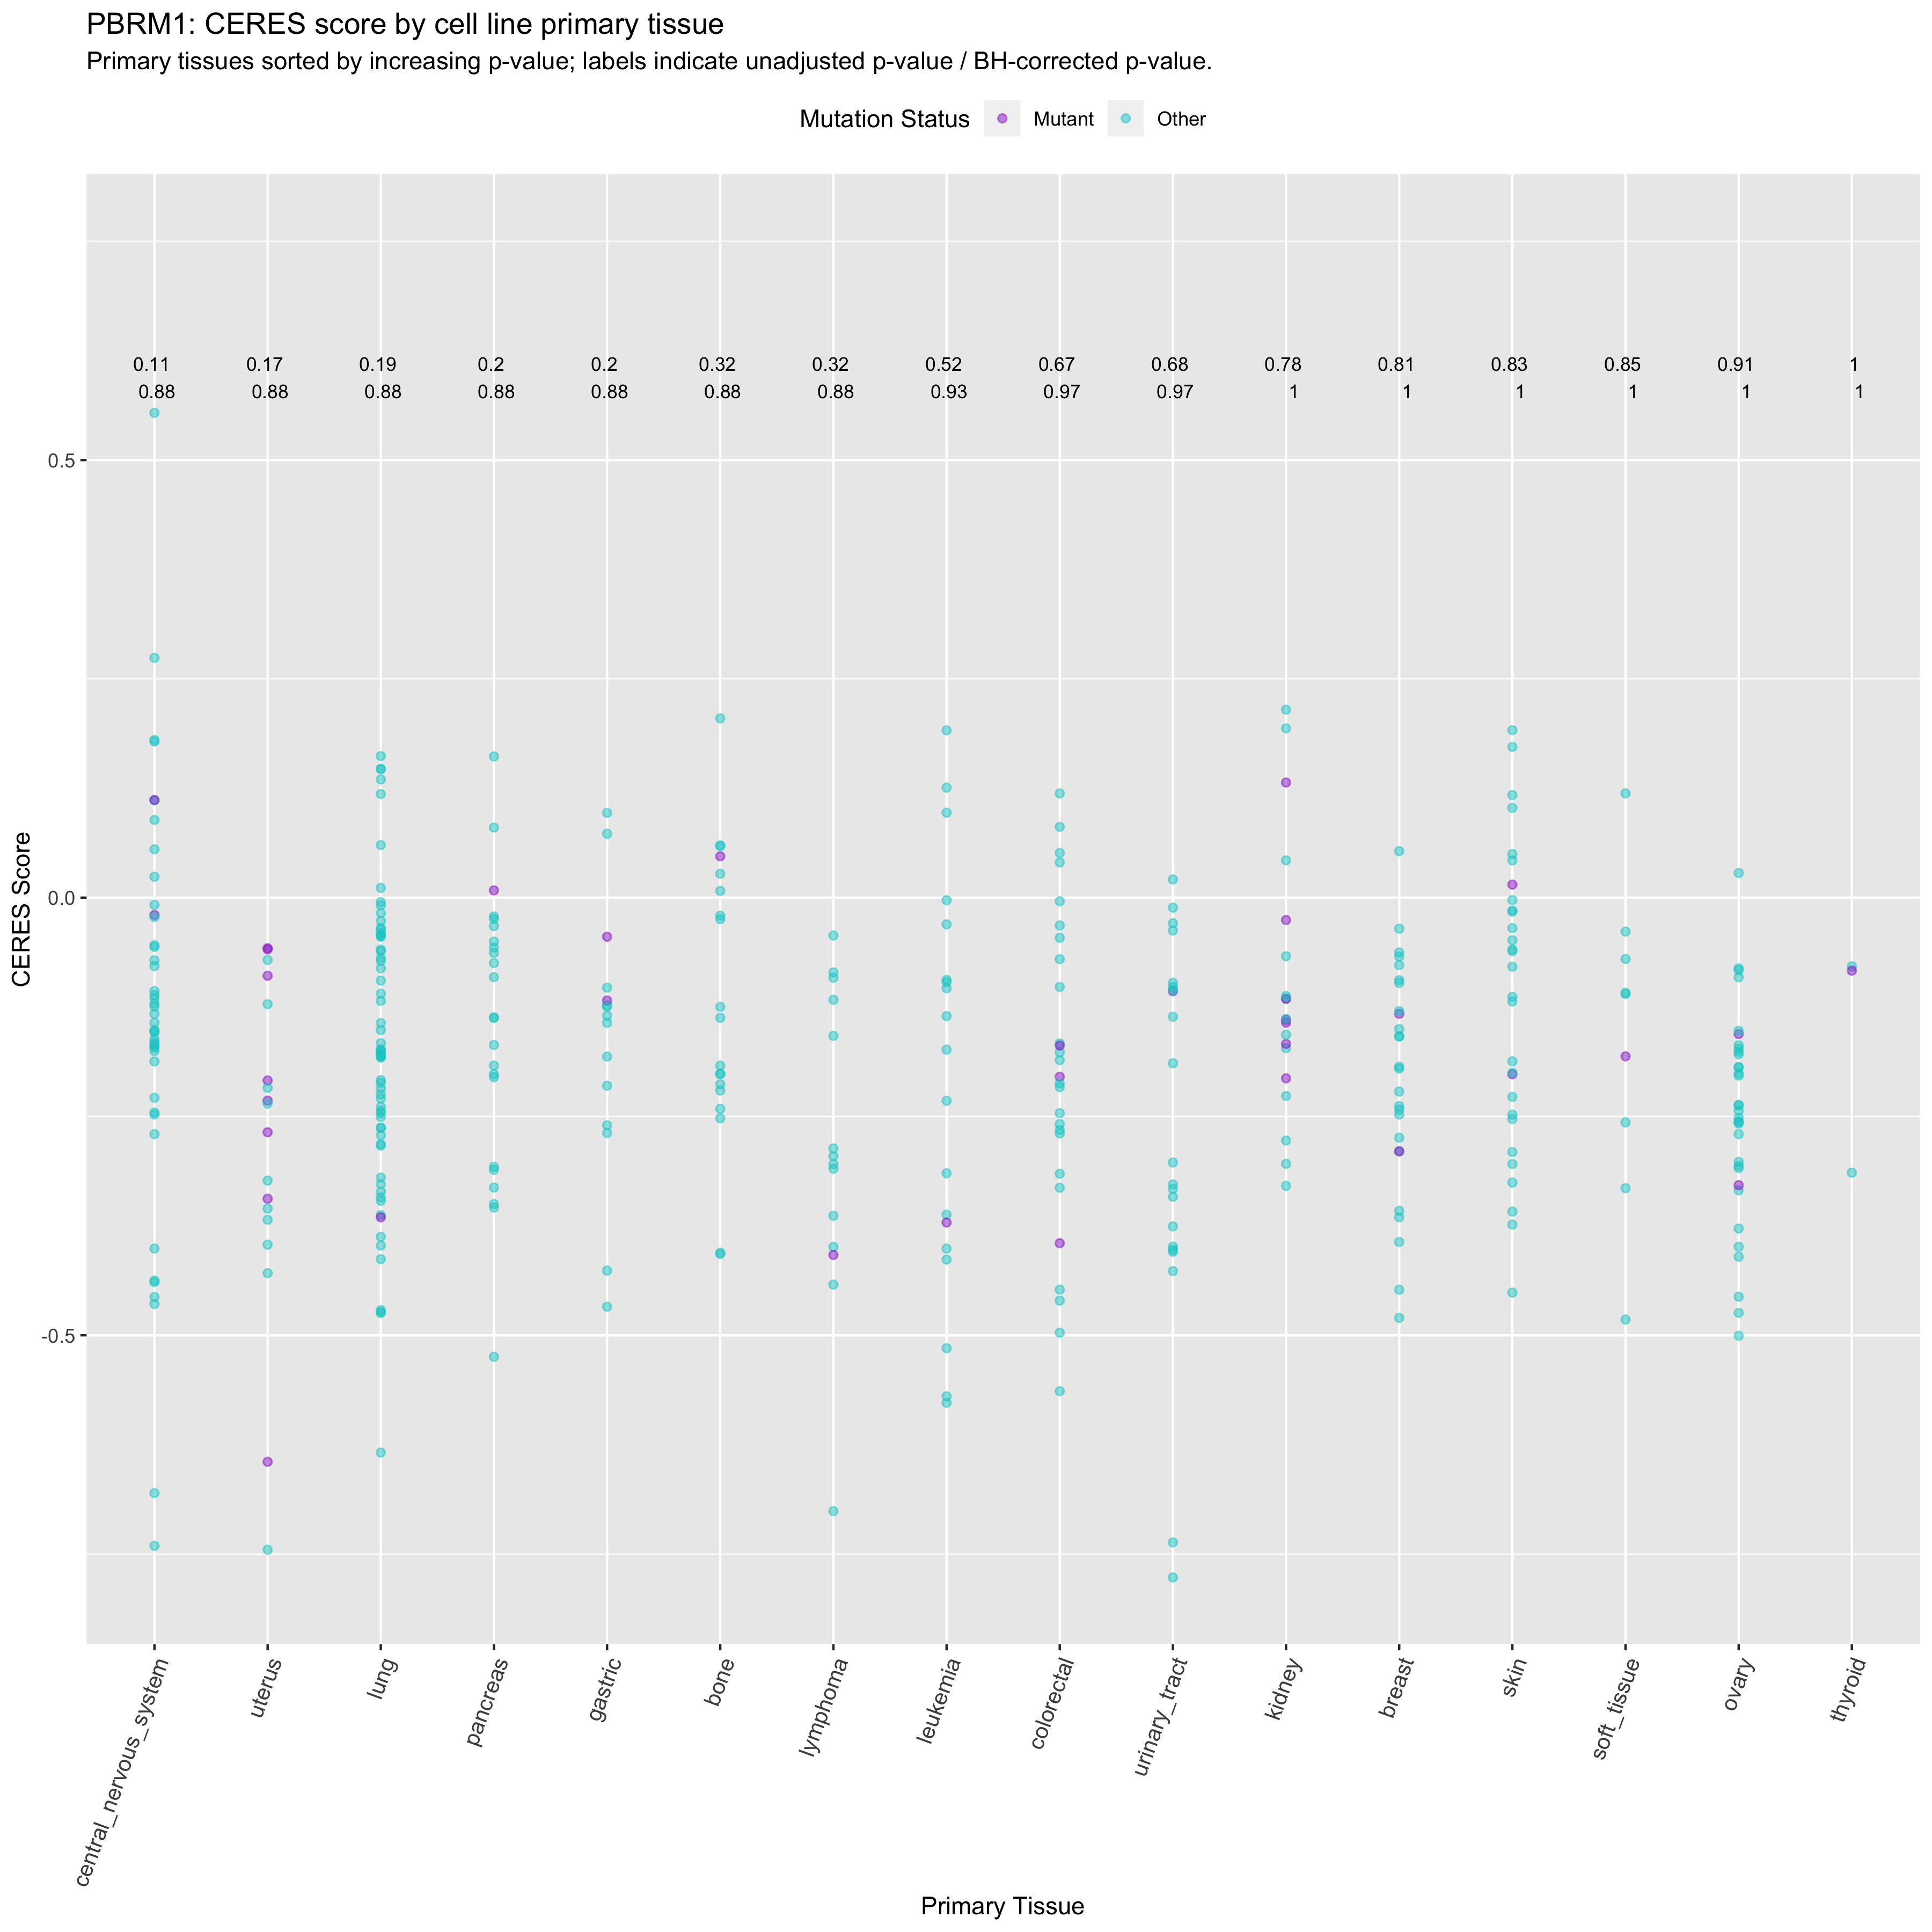 PBRM1: CERES score by cell line primary tissue
Primary tissues sorted by increasing p-value; labels indicate unadjusted p-value / BH-corrected p-value.
Mutation Status Mutant Other
0.11 0.17 0.19 0.2 0.2 0.32 0.32 0.52 0.67 0.68 0.78 0.81 0.83 0.85 0.91 1
0.88 0.88 0.88 0.88 0.88 0.88 0.88 0.93 0.97 0.97 1 1 1 1 1 1
0.5
0.0
-0.5
CERES Score
central_nervous_system uterus lung pancreas gastric bone lymphoma leukemia colorectal urinary_tract kidney breast skin soft_tissue ovary thyroid
Primary Tissue